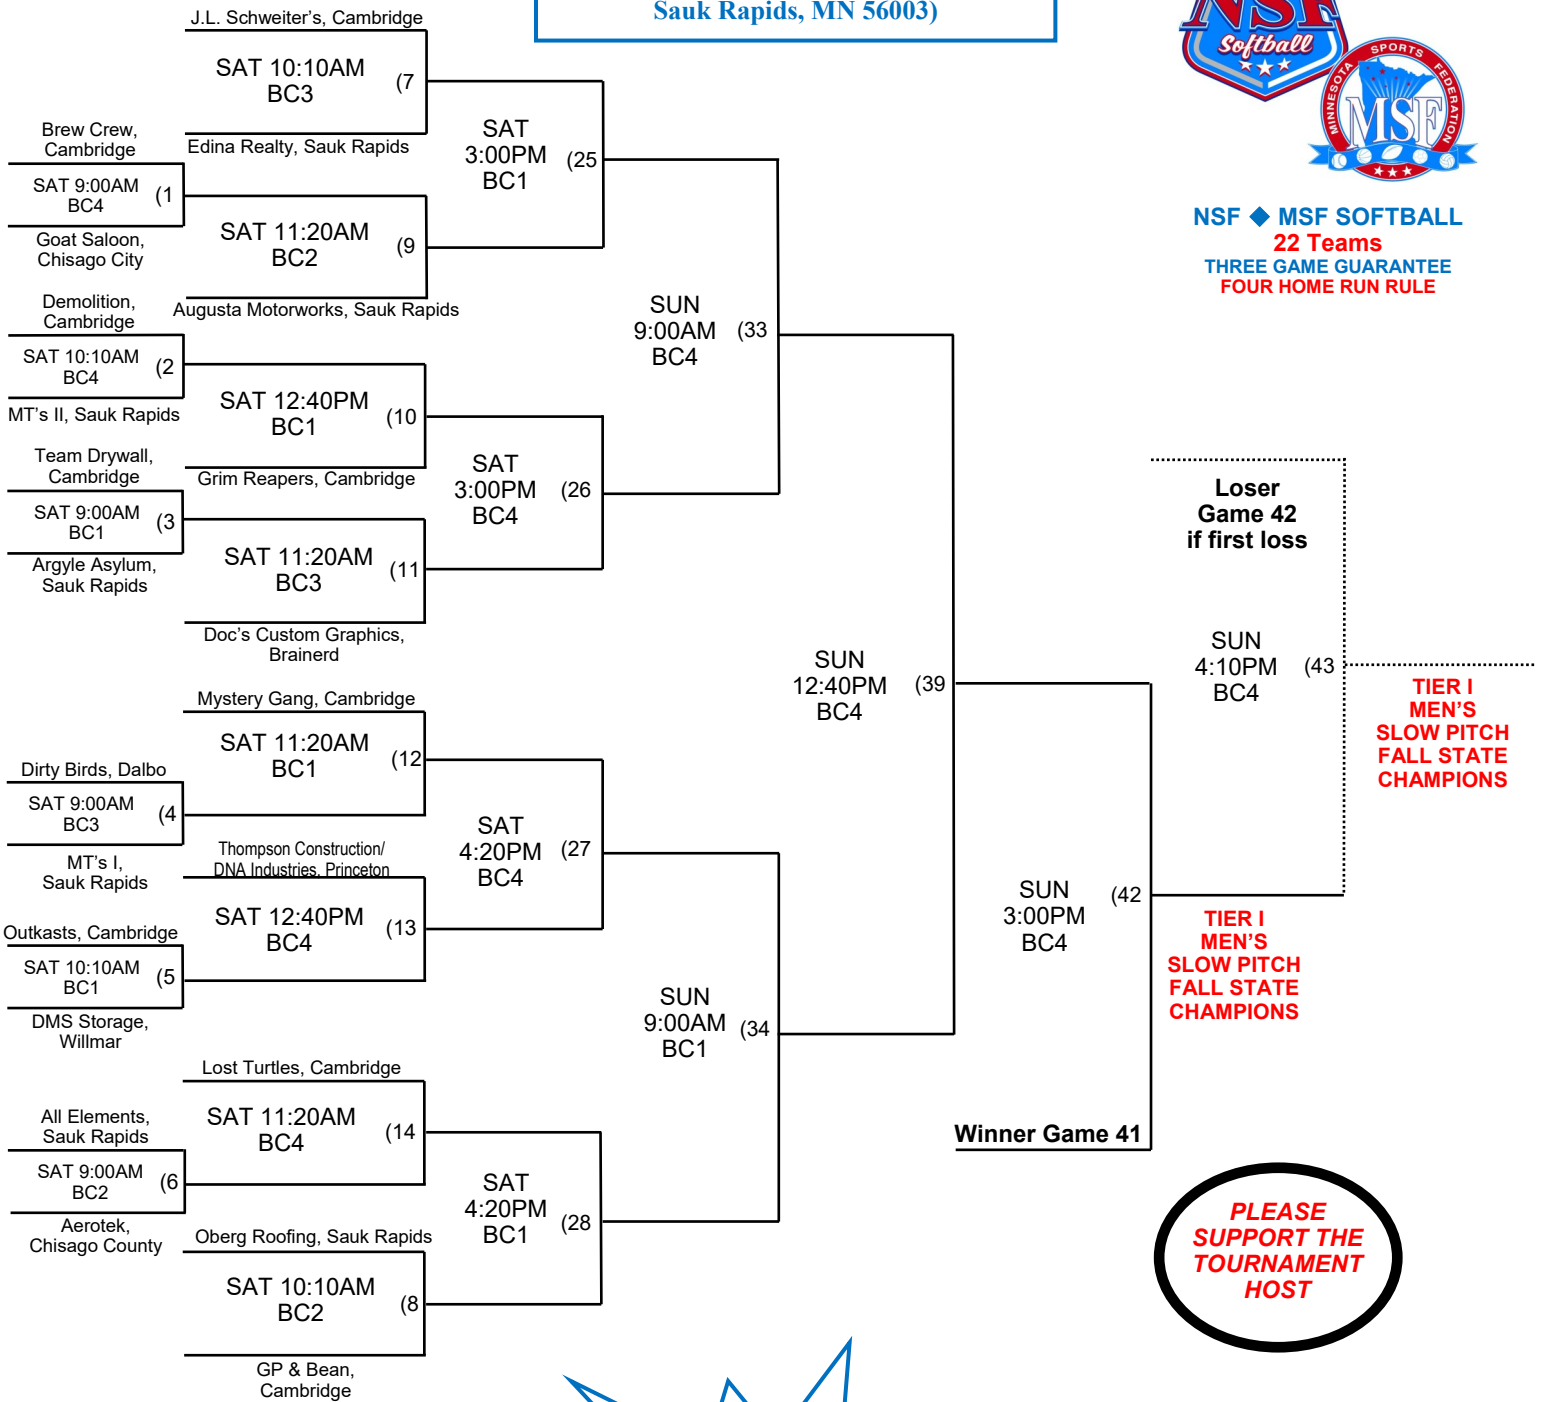 Sauk Rapids, MN 56003)
NSF
Softball
MINNESOTA SPORTS FEDERATION
MSF
NSF ◆ MSF SOFTBALL
22 Teams
THREE GAME GUARANTEE
FOUR HOME RUN RULE
J.L. Schweiter's, Cambridge
SAT 10:10AM
BC3
(7
Edina Realty, Sauk Rapids
Brew Crew,
Cambridge
SAT 9:00AM
BC4
(1
Goat Saloon,
Chisago City
SAT 11:20AM
BC2
(9
Augusta Motorworks, Sauk Rapids
Demolition,
Cambridge
SAT 10:10AM
BC4
(2
MT's II, Sauk Rapids
SAT 12:40PM
BC1
(10
Grim Reapers, Cambridge
Team Drywall,
Cambridge
SAT 9:00AM
BC1
(3
Argyle Asylum,
Sauk Rapids
SAT 11:20AM
BC3
(11
Doc's Custom Graphics,
Brainerd
Mystery Gang, Cambridge
SAT 11:20AM
BC1
(12
Dirty Birds, Dalbo
SAT 9:00AM
BC3
(4
MT's I,
Sauk Rapids
Thompson Construction/
DNA Industries, Princeton
SAT 12:40PM
BC4
(13
Outkasts, Cambridge
SAT 10:10AM
BC1
(5
DMS Storage,
Willmar
Lost Turtles, Cambridge
SAT 11:20AM
BC4
(14
All Elements,
Sauk Rapids
SAT 9:00AM
BC2
(6
Aerotek,
Chisago County
Oberg Roofing, Sauk Rapids
SAT 10:10AM
BC2
(8
GP & Bean,
Cambridge
SAT
3:00PM
BC1
(25
SAT
3:00PM
BC4
(26
SAT
4:20PM
BC4
(27
SAT
4:20PM
BC1
(28
SUN
9:00AM
BC4
(33
SUN
9:00AM
BC1
(34
SUN
12:40PM
BC4
(39
SUN
3:00PM
BC4
(42
Winner Game 41
TIER I
MEN'S
SLOW PITCH
FALL STATE
CHAMPIONS
Loser
Game 42
if first loss
SUN
4:10PM
BC4
(43
TIER I
MEN'S
SLOW PITCH
FALL STATE
CHAMPIONS
PLEASE
SUPPORT THE
TOURNAMENT
HOST